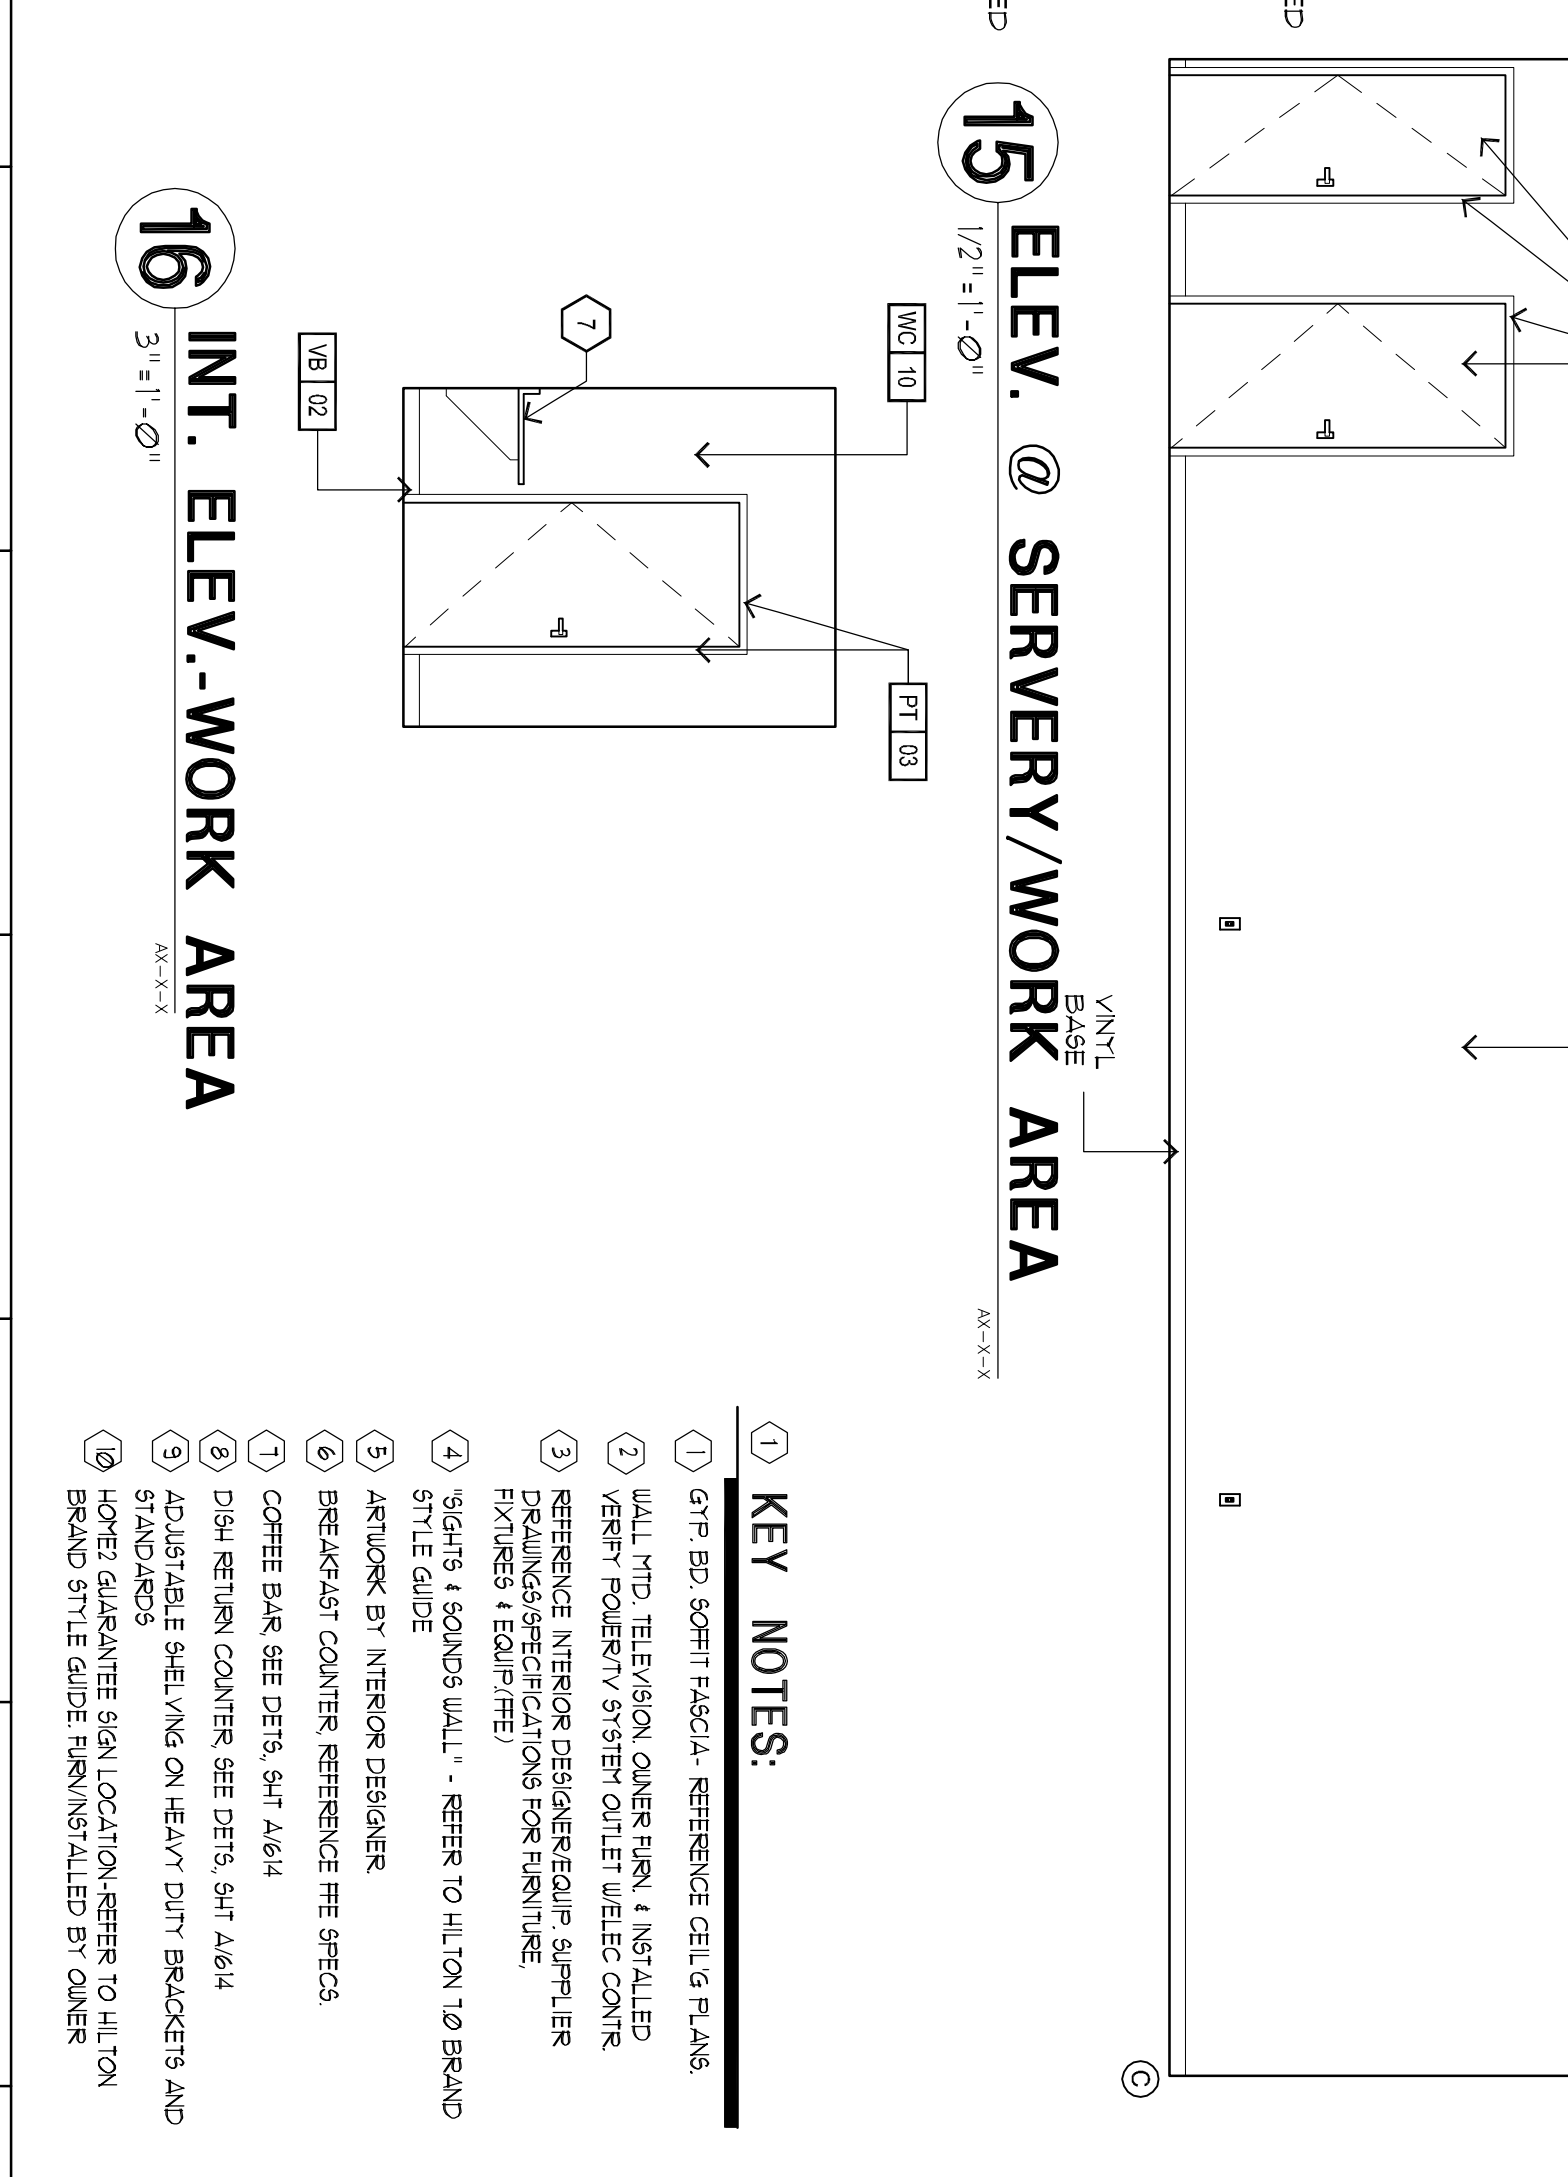 ED
ED
VINYL
BASE
C
15
ELEV. @ SERVERY/WORK AREA
1/2" = 1'-0"
AX-X-X
WC 10
PT 03
7
VB 02
16
INT. ELEV.-WORK AREA
3" = 1'-0"
AX-X-X
1 KEY NOTES:
1 GYP. BD. SOFFIT FASCIA- REFERENCE CEIL'G PLANS.
2 WALL MTD. TELEVISION. OWNER FURN. & INSTALLED
VERIFY POWER/TV SYSTEM OUTLET W/ELEC CONTR.
3 REFERENCE INTERIOR DESIGNER/EQUIP. SUPPLIER
DRAWINGS/SPECIFICATIONS FOR FURNITURE,
FIXTURES & EQUIP.(FFE)
4 "SIGHTS & SOUNDS WALL" - REFER TO HILTON 7.0 BRAND
STYLE GUIDE
5 ARTWORK BY INTERIOR DESIGNER.
6 BREAKFAST COUNTER, REFERENCE FFE SPECS.
7 COFFEE BAR, SEE DETS., SHT A/614
8 DISH RETURN COUNTER, SEE DETS., SHT A/614
9 ADJUSTABLE SHELVING ON HEAVY DUTY BRACKETS AND
STANDARDS
10 HOME2 GUARANTEE SIGN LOCATION-REFER TO HILTON
BRAND STYLE GUIDE. FURN/INSTALLED BY OWNER